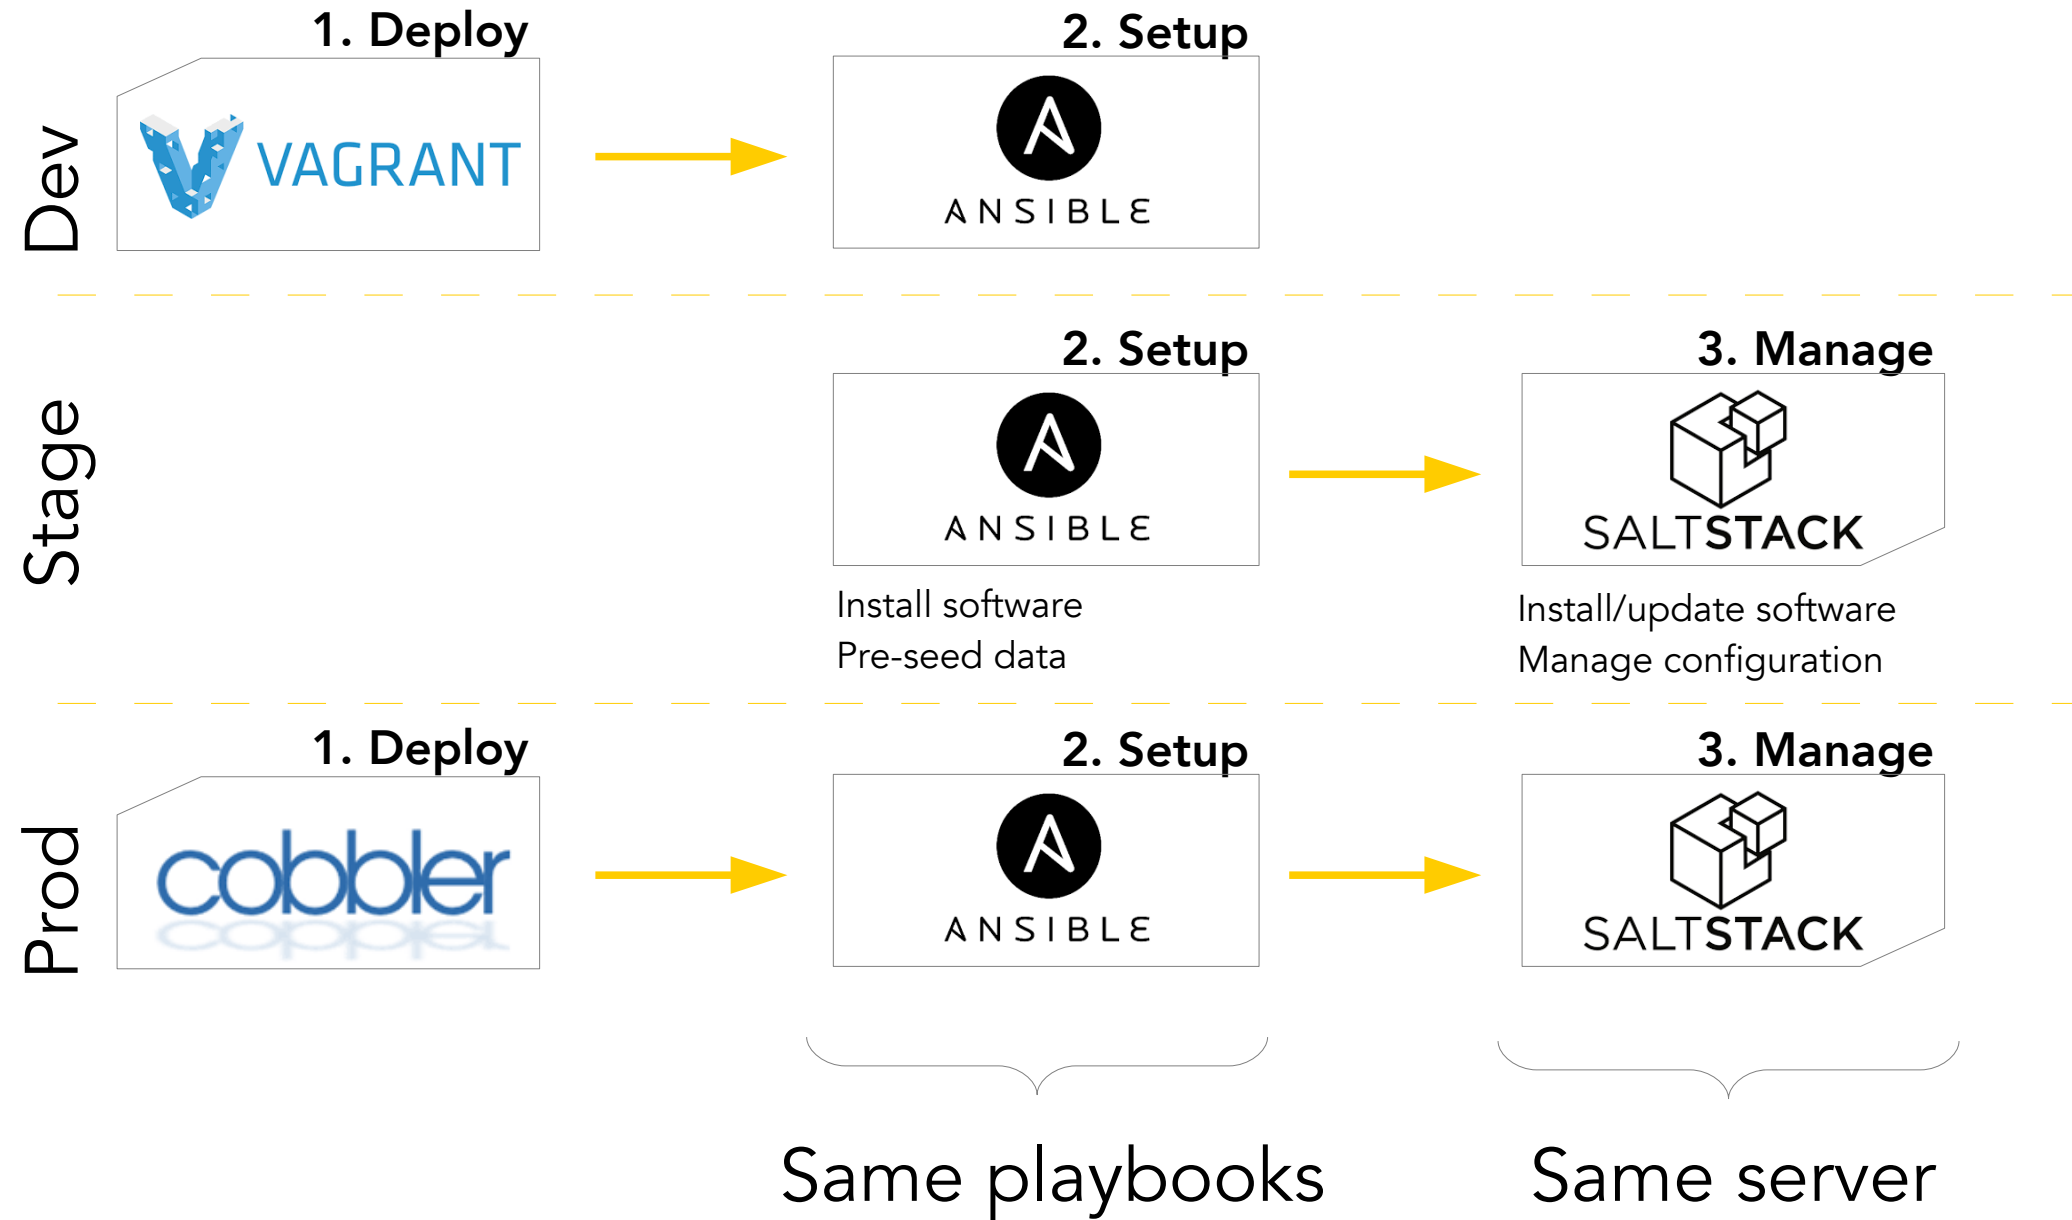 Dev
1. Deploy
VAGRANT
2. Setup
ANSIBLE
Stage
2. Setup
ANSIBLE
Install software
Pre-seed data
3. Manage
SALTSTACK
Install/update software
Manage configuration
Prod
1. Deploy
cobbler
2. Setup
ANSIBLE
3. Manage
SALTSTACK
Same playbooks
Same server